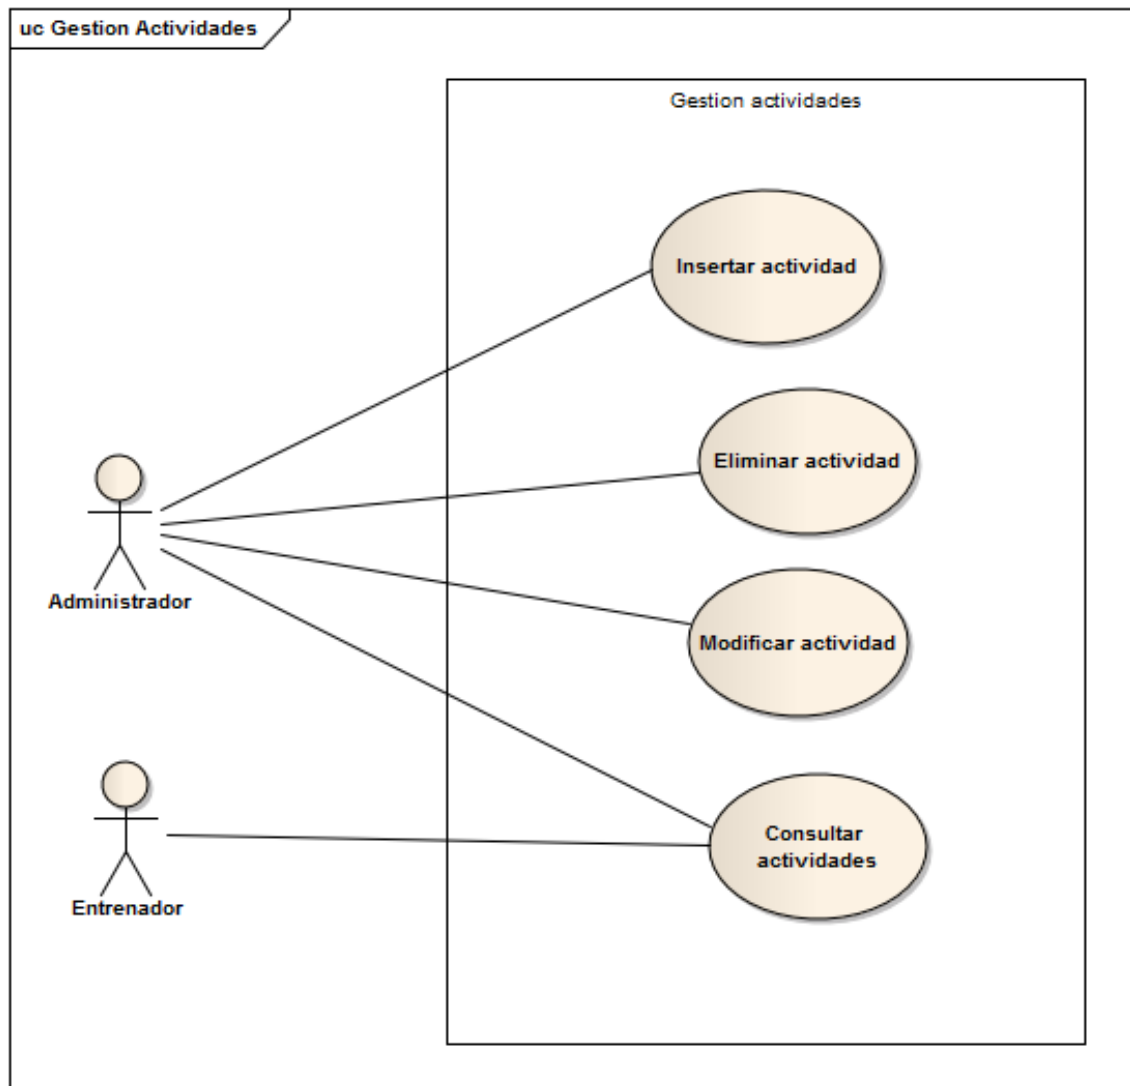 uc Gestion Actividades
Gestion actividades
Insertar actividad
Eliminar actividad
Administrador
Modificar actividad
Consultar
actividades
Entrenador